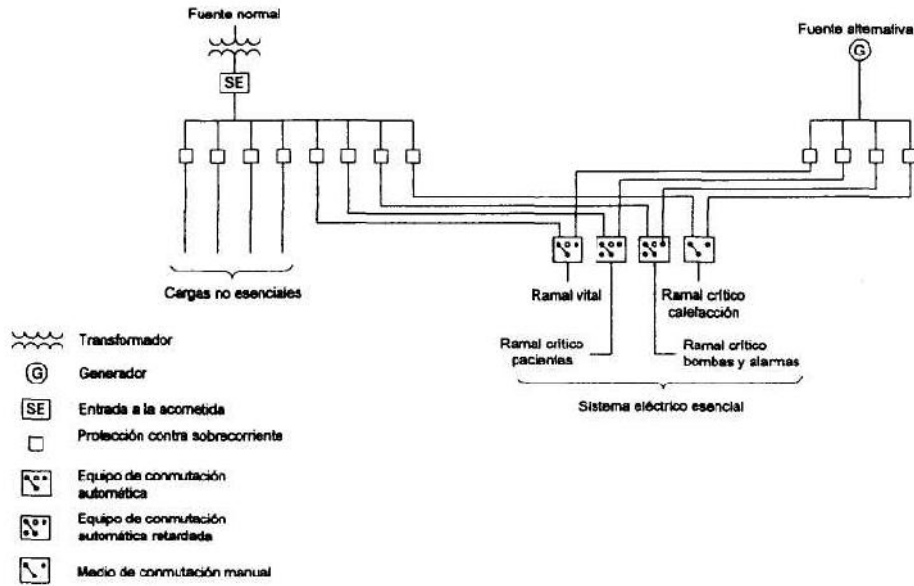 Fuente normal
Fuente alternativa
G
SE
Cargas no esenciales
Ramal vital
Ramal crítico
calefacción
Ramal crítico
pacientes
Ramal crítico
bombas y alarmas
Sistema eléctrico esencial
Transformador
G
Generador
SE
Entrada a la acometida
Protección contra sobrecorriente
Equipo de conmutación
automática
Equipo de conmutación
automática retardada
Medio de conmutación manual